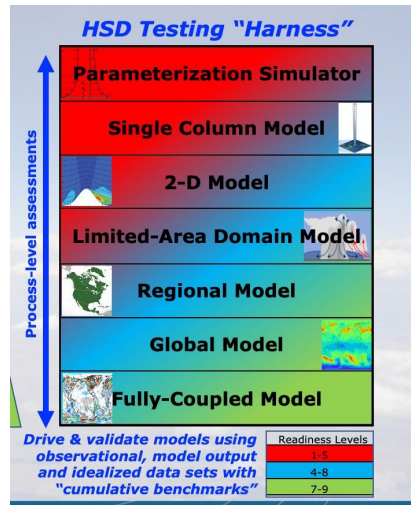 HSD Testing “Harness”
Process-level assessments
Parameterization Simulator
Single Column Model
2-D Model
Limited-Area Domain Model
Regional Model
Global Model
Fully-Coupled Model
Drive & validate models using
observational, model output
and idealized data sets with
“cumulative benchmarks”
Readiness Levels
1-5
4-8
7-9